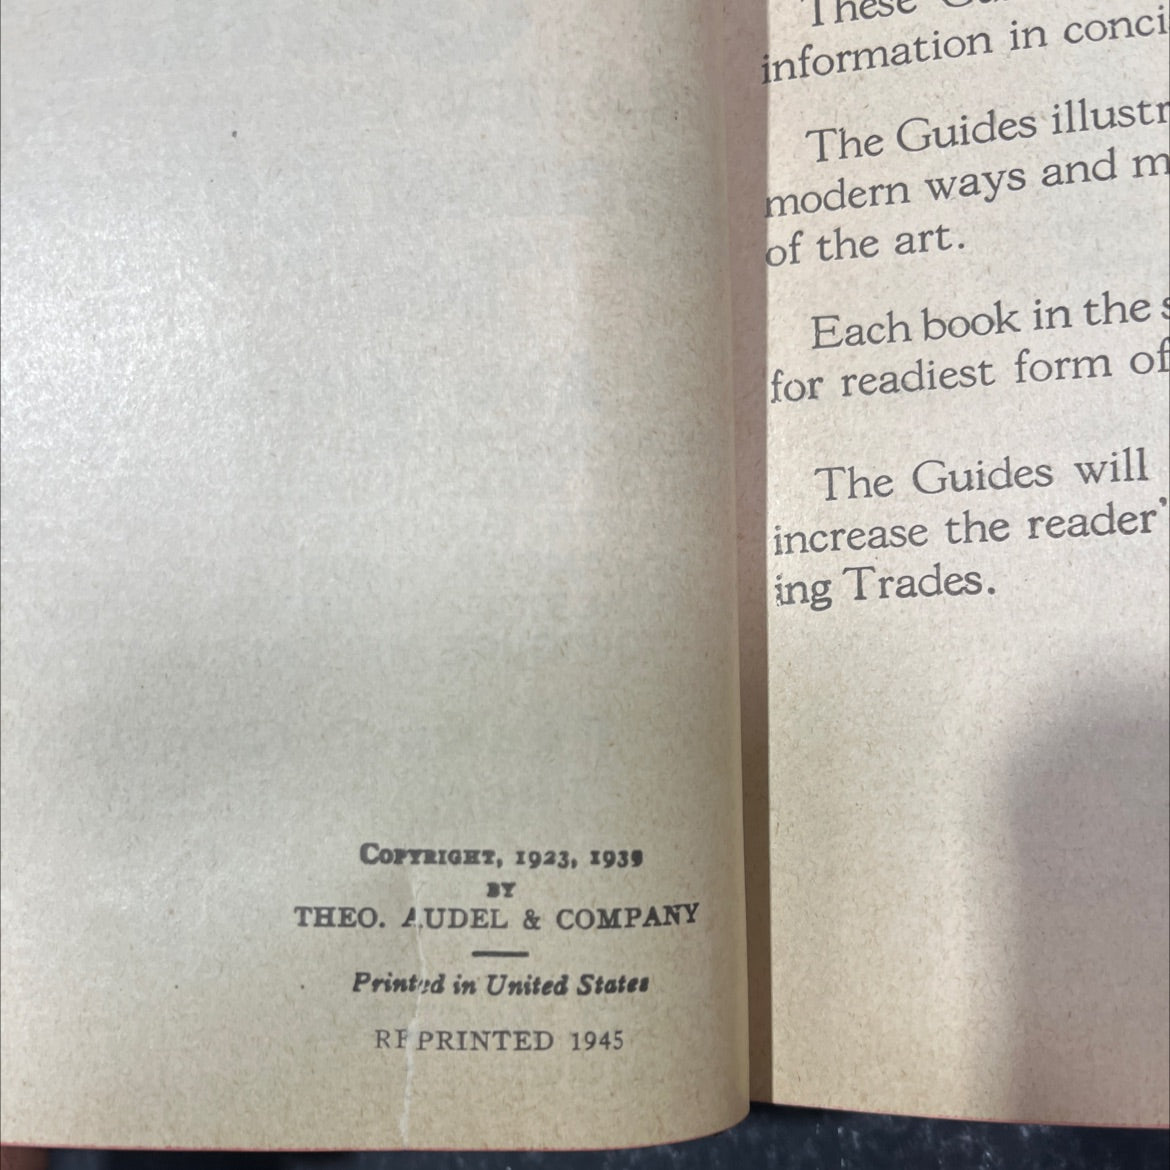 COPYRIGHT, 1923, 1939
BY
THEO. AUDEL & COMPANY
Printed in United States
REPRINTED 1945
These
information in conci
The Guides illustr
modern ways and m
of the art.
Each book in the s
for readiest form of
The Guides will
increase the reader'
ing Trades.